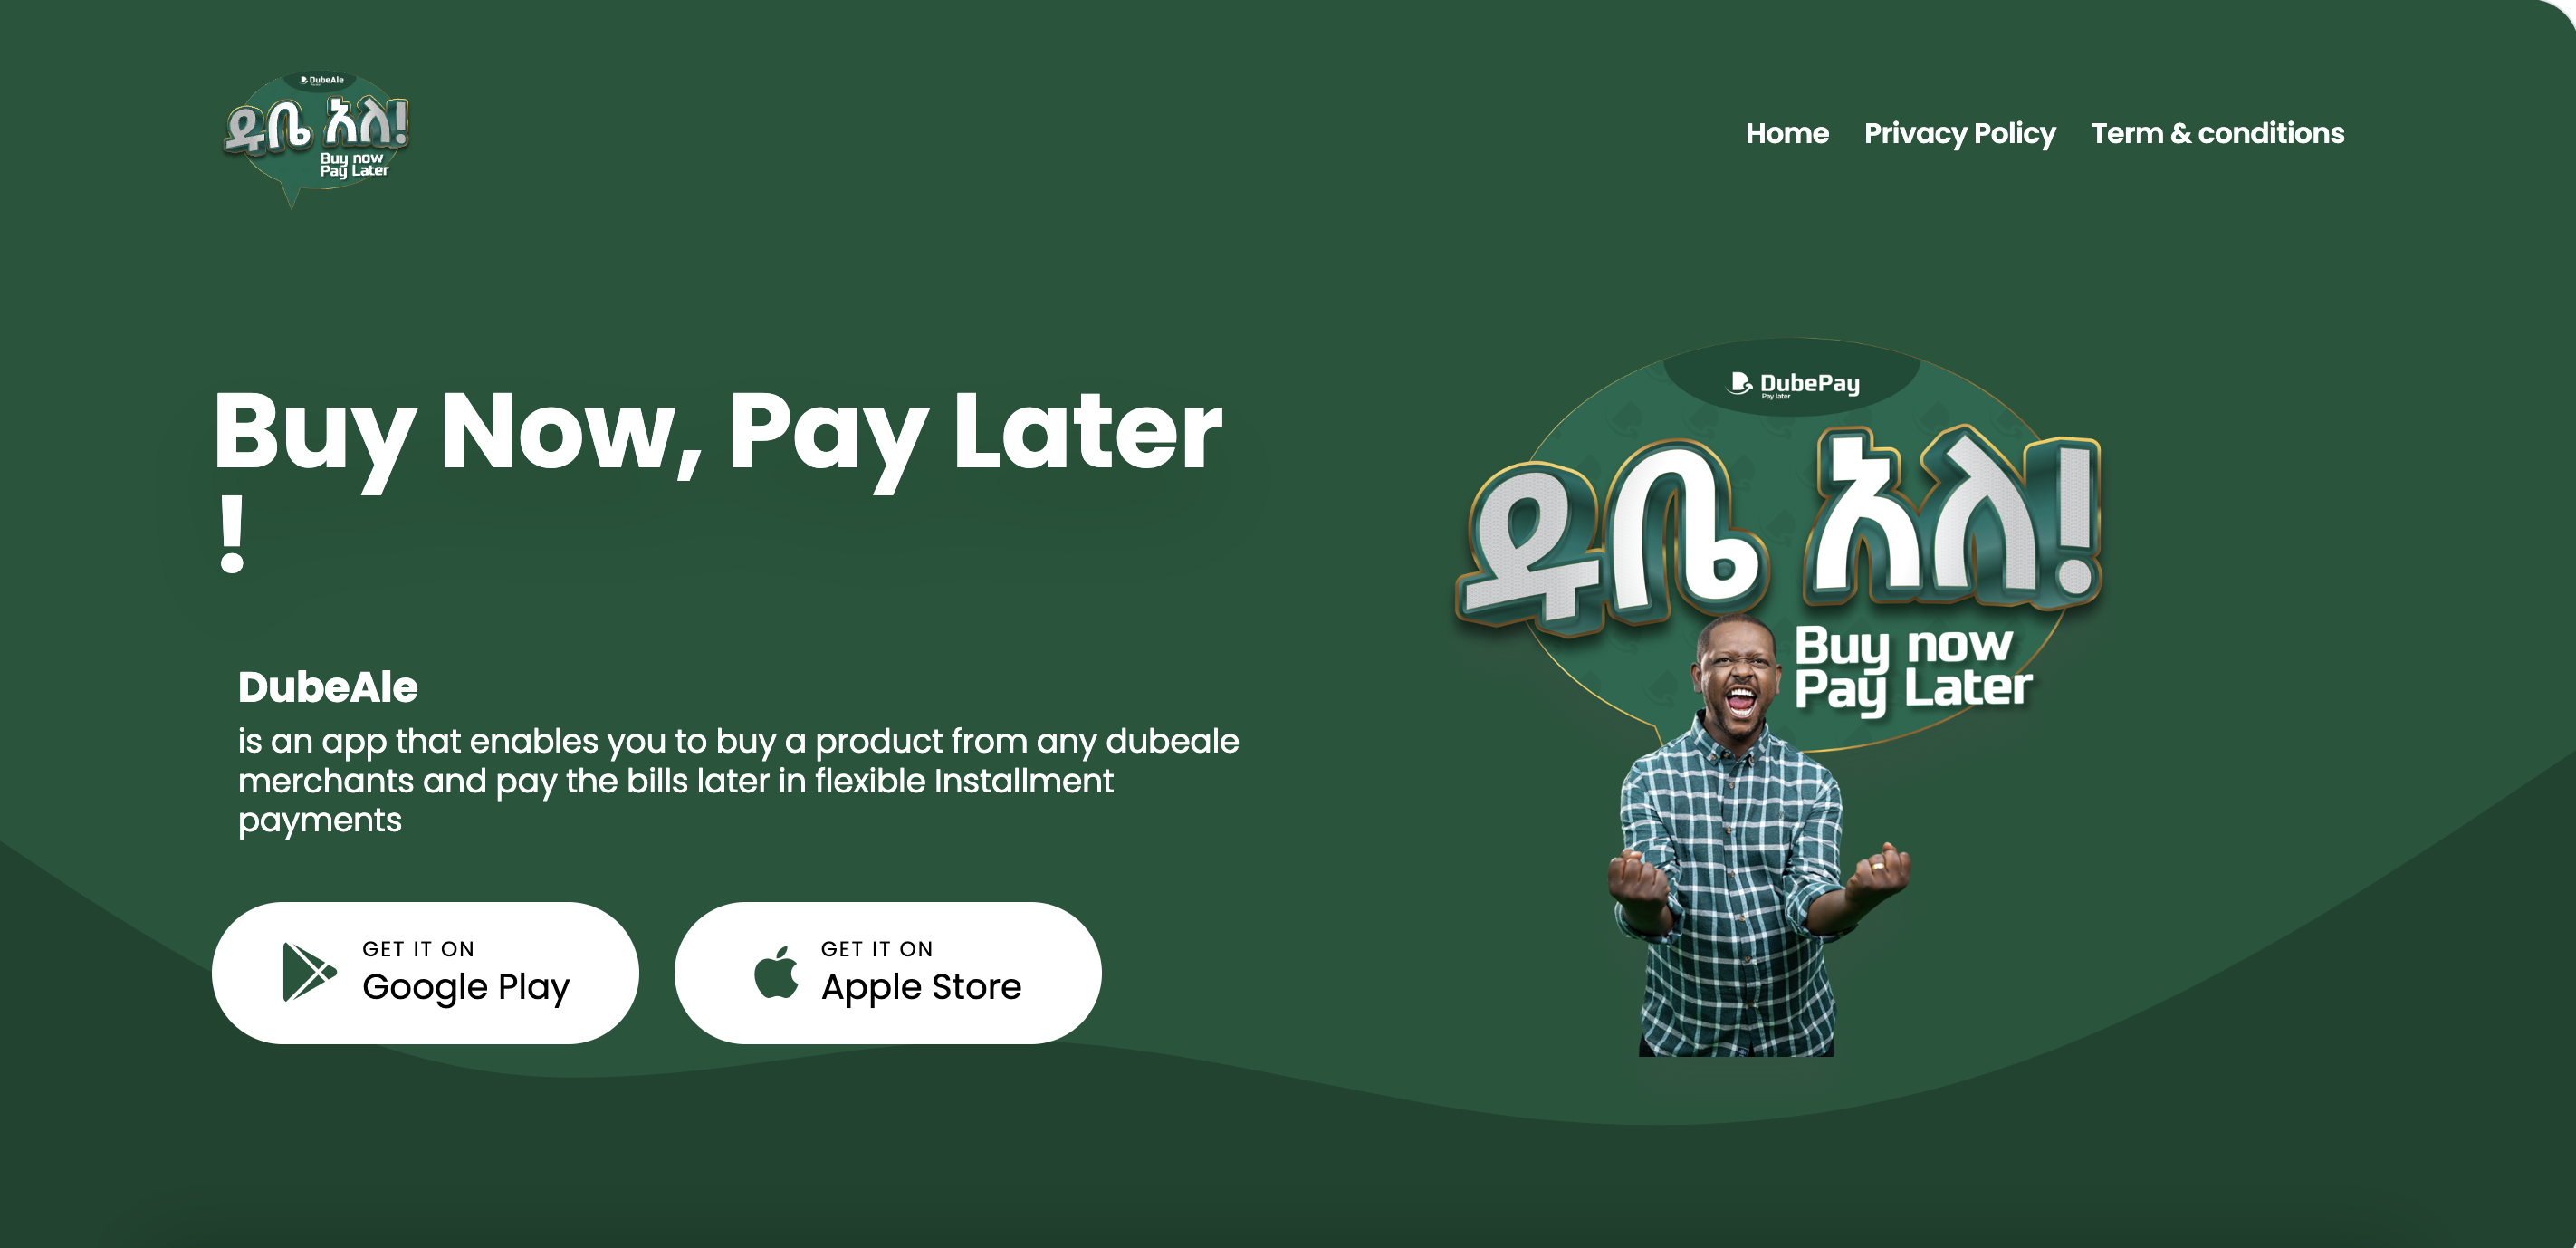 DubeAle
ዱቤ አለ!
Buy now
Pay Later
Home Privacy Policy Term & conditions
Buy Now, Pay Later
!
DubeAle
is an app that enables you to buy a product from any dubeale
merchants and pay the bills later in flexible Installment
payments
GET IT ON
Google Play
GET IT ON
Apple Store
DubePay
Pay later
ዱቤ አለ!
Buy now
Pay Later